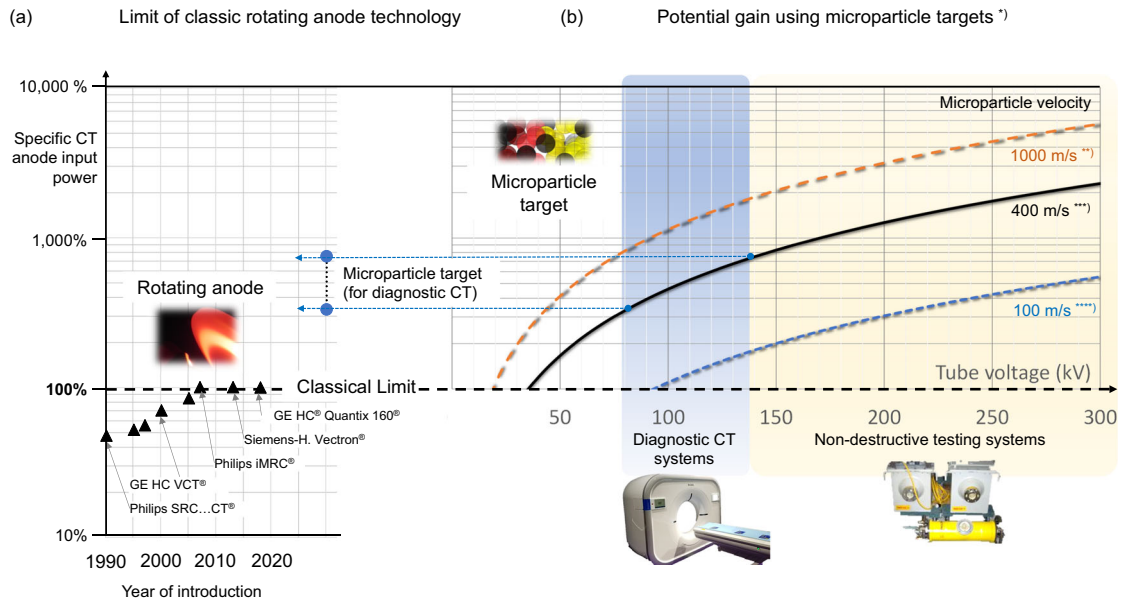 (a) Limit of classic rotating anode technology
(b) Potential gain using microparticle targets *)
10,000 %
Specific CT
anode input
power
1,000%
100%
10%
Rotating anode
Microparticle target
(for diagnostic CT)
Classical Limit
GE HC® Quantix 160®
Siemens-H. Vectron®
Philips iMRC®
GE HC VCT®
Philips SRC...CT®
1990 2000 2010 2020
Year of introduction
Microparticle
target
Microparticle velocity
1000 m/s **)
400 m/s ***)
100 m/s ****)
Tube voltage (kV)
50 100 150 200 250 300
Diagnostic CT
systems
Non-destructive testing systems